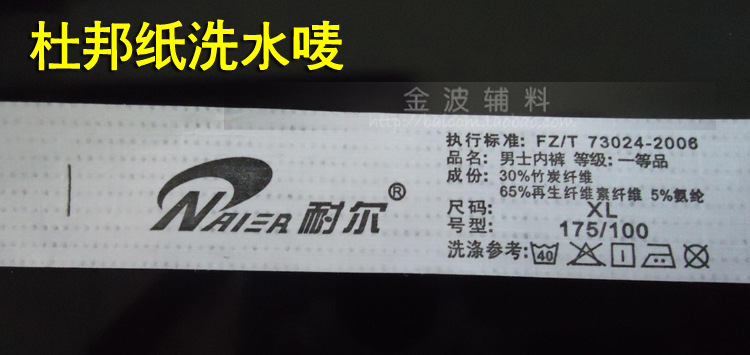 杜邦纸洗水唛
金波辅料
NAIER 耐尔®
执行标准: FZ/T 73024-2006
品名: 男士内裤 等级: 一等品
成份: 30%竹炭纤维
65%再生纤维素纤维 5%氨纶
尺码: XL
号型: 175/100
洗涤参考: 40